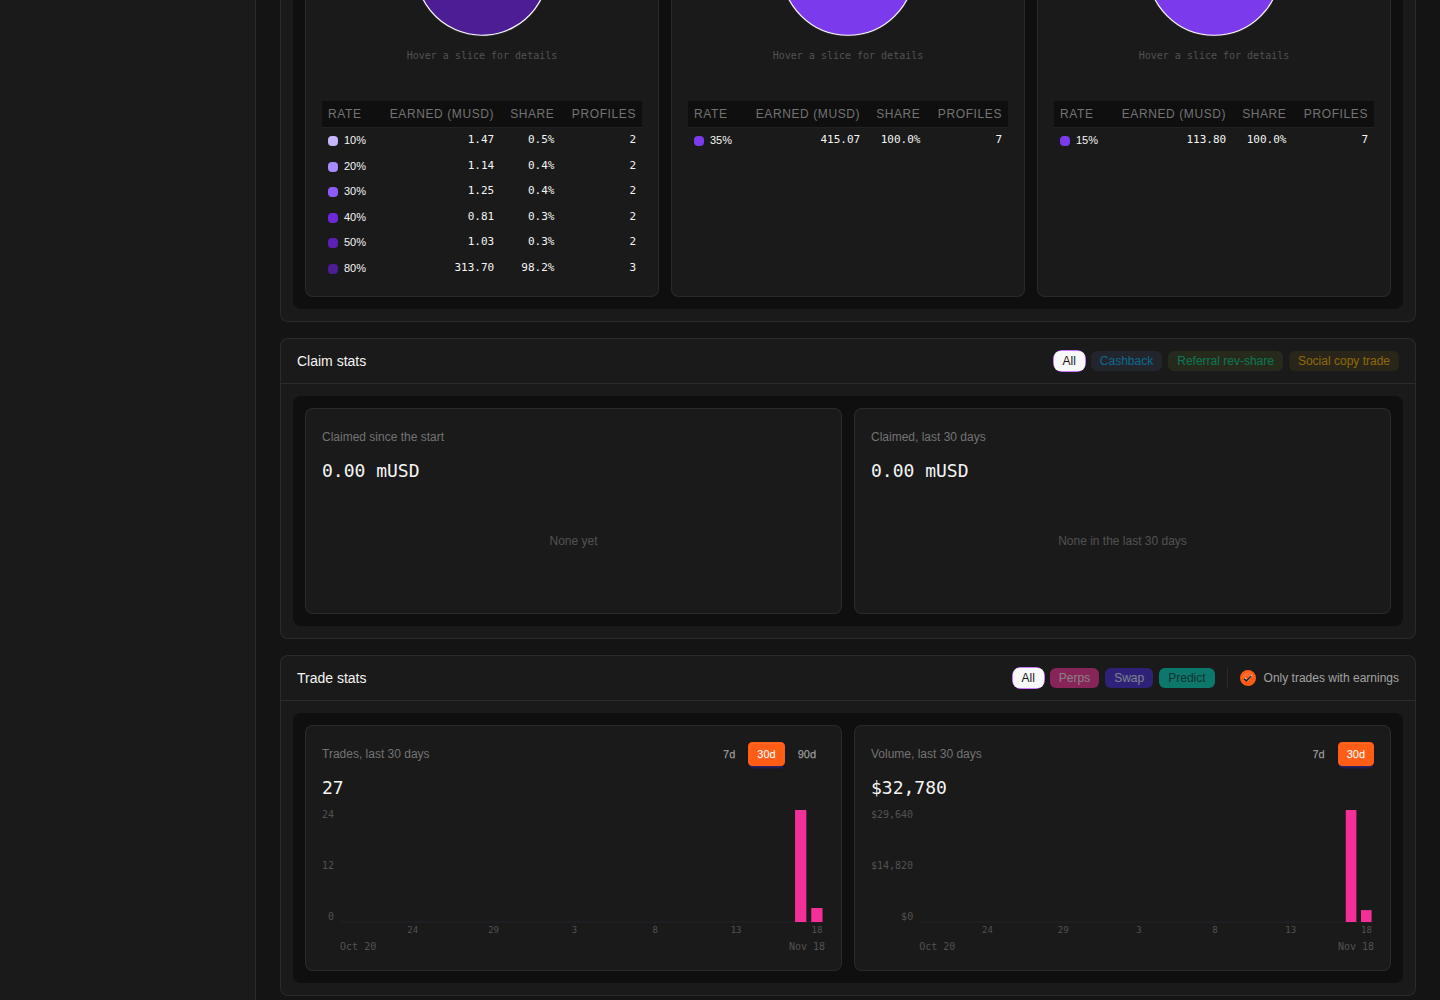 Hover a slice for details
Hover a slice for details
Hover a slice for details
RATE EARNED (MUSD) SHARE PROFILES
10% 1.47 0.5% 2
20% 1.14 0.4% 2
30% 1.25 0.4% 2
40% 0.81 0.3% 2
50% 1.03 0.3% 2
80% 313.70 98.2% 3
RATE EARNED (MUSD) SHARE PROFILES
35% 415.07 100.0% 7
RATE EARNED (MUSD) SHARE PROFILES
15% 113.80 100.0% 7
Claim stats
All Cashback Referral rev-share Social copy trade
Claimed since the start
0.00 mUSD
None yet
Claimed, last 30 days
0.00 mUSD
None in the last 30 days
Trade stats
All Perps Swap Predict Only trades with earnings
Trades, last 30 days 7d 30d 90d
27
24
12
0
24 29 3 8 13 18
Oct 20 Nov 18
Volume, last 30 days 7d 30d
$32,780
$29,640
$14,820
$0
24 29 3 8 13 18
Oct 20 Nov 18